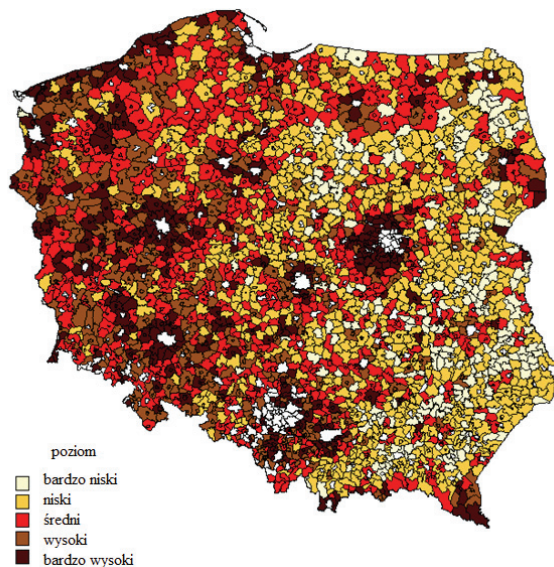 poziom
bardzo niski
niski
średni
wysoki
bardzo wysoki